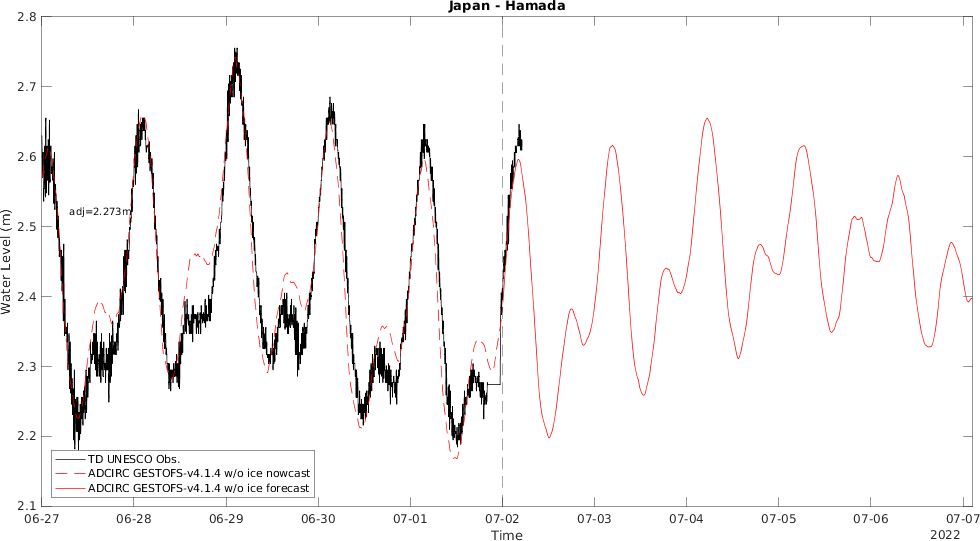 Japan - Hamada
2.8
2.7
2.6
2.5
2.4
2.3
2.2
2.1
Water Level (m)
adj=2.273m
TD UNESCO Obs.
ADCIRC GESTOFS-v4.1.4 w/o ice nowcast
ADCIRC GESTOFS-v4.1.4 w/o ice forecast
06-27 06-28 06-29 06-30 07-01 07-02 07-03 07-04 07-05 07-06 07-07
Time
2022